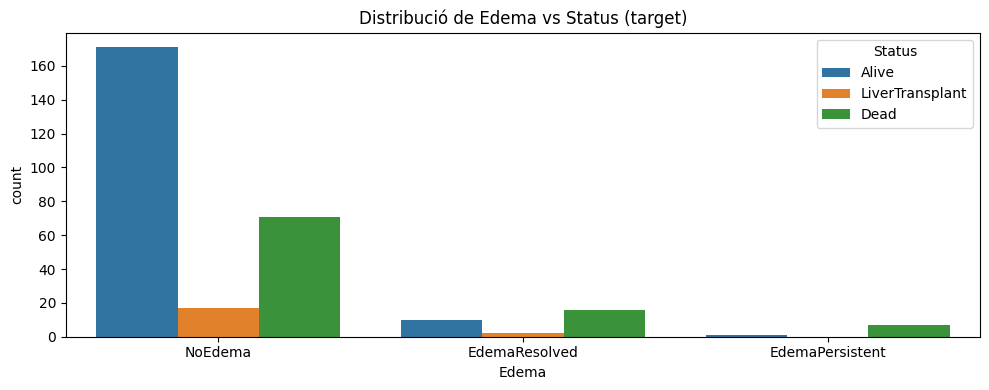 Distribució de Edema vs Status (target)
Status
Alive
LiverTransplant
Dead
count
160
140
120
100
80
60
40
20
0
NoEdema
EdemaResolved
EdemaPersistent
Edema